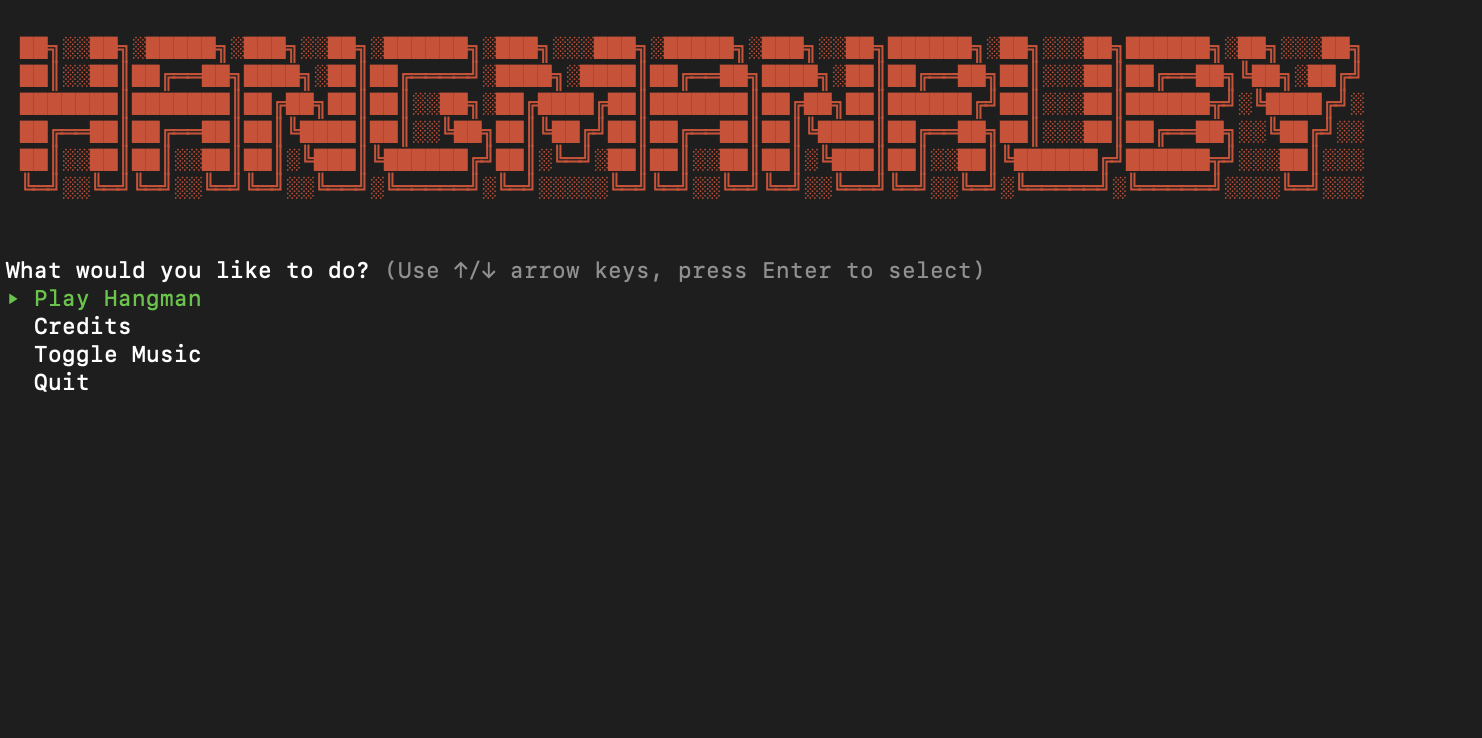 HANGMANRUBY
What would you like to do? (Use ↑/↓ arrow keys, press Enter to select)
‣ Play Hangman
Credits
Toggle Music
Quit